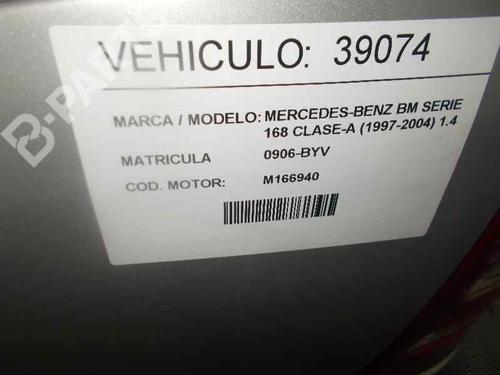 VEHICULO: 39074
MARCA / MODELO: MERCEDES-BENZ BM SERIE
168 CLASE-A (1997-2004) 1.4
MATRICULA 0906-BYV
COD. MOTOR: M166940
B-PARTS